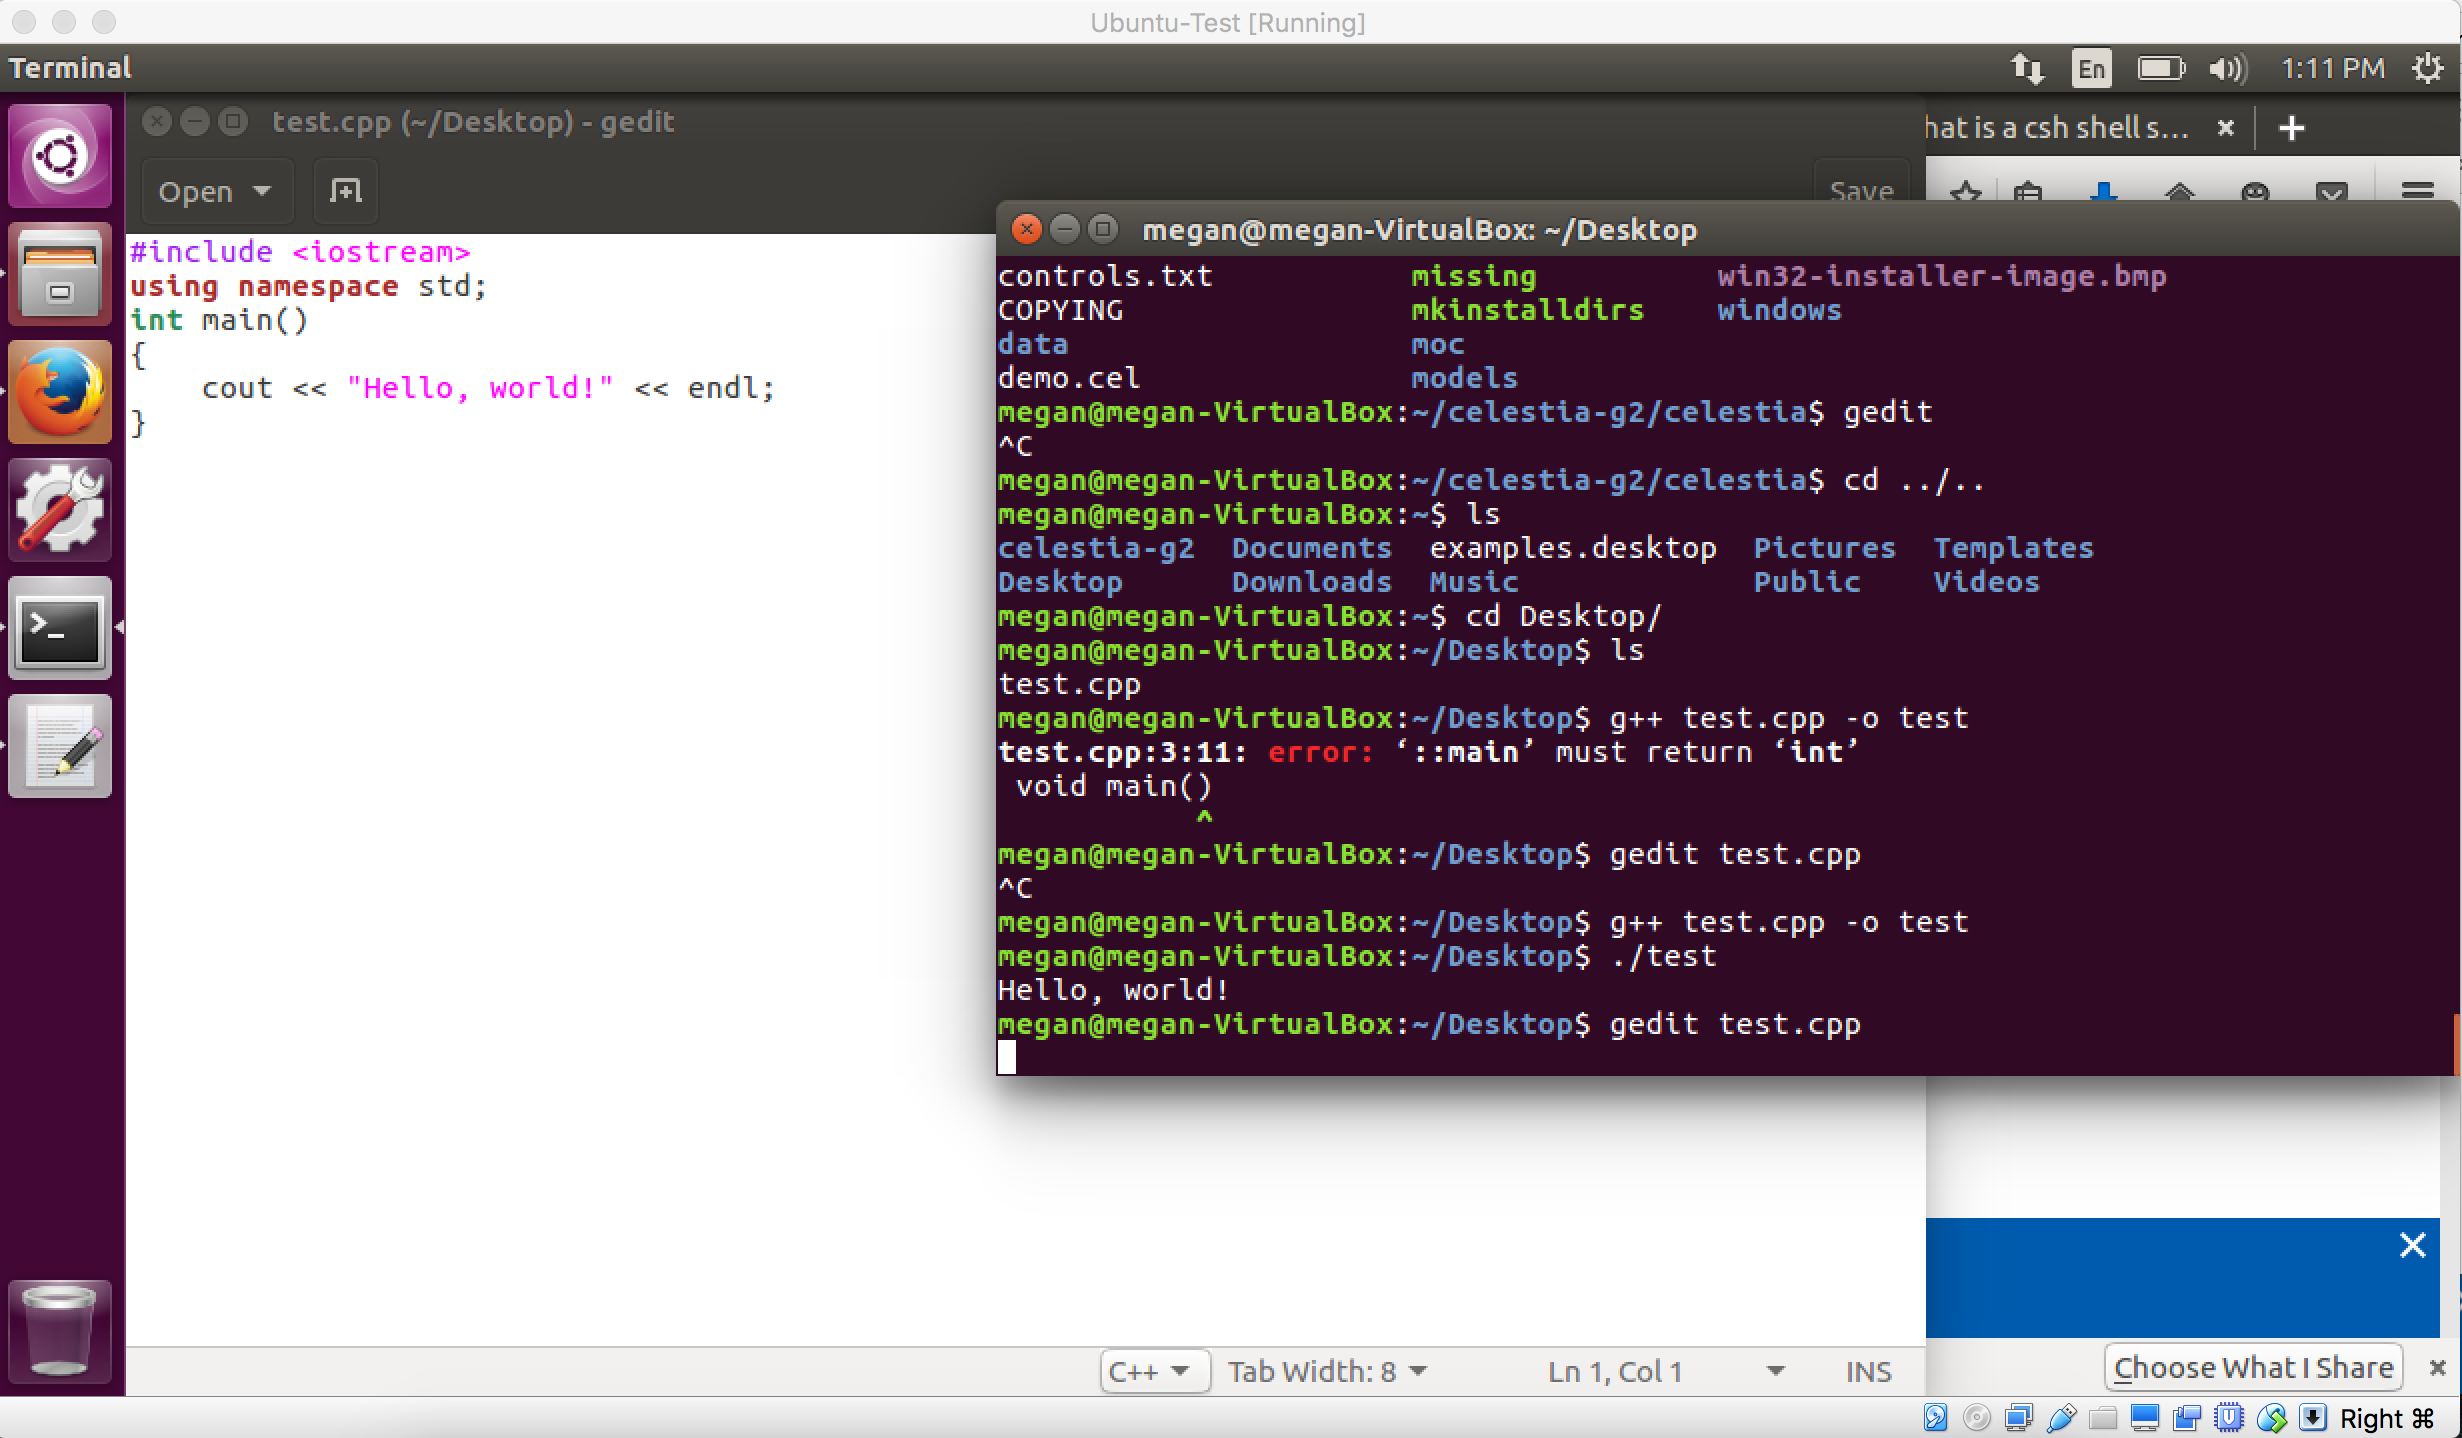 Ubuntu-Test [Running]
Terminal
En
1:11 PM
test.cpp (~/Desktop) - gedit
hat is a csh shell s...
Open
Save
#include <iostream>
using namespace std;
int main()
{
    cout << "Hello, world!" << endl;
}
megan@megan-VirtualBox: ~/Desktop
controls.txt missing win32-installer-image.bmp
COPYING mkinstalldirs windows
data moc
demo.cel models
megan@megan-VirtualBox:~/celestia-g2/celestia$ gedit
^C
megan@megan-VirtualBox:~/celestia-g2/celestia$ cd ../..
megan@megan-VirtualBox:~$ ls
celestia-g2 Documents examples.desktop Pictures Templates
Desktop Downloads Music Public Videos
megan@megan-VirtualBox:~$ cd Desktop/
megan@megan-VirtualBox:~/Desktop$ ls
test.cpp
megan@megan-VirtualBox:~/Desktop$ g++ test.cpp -o test
test.cpp:3:11: error: ‘::main’ must return ‘int’
 void main()
           ^
megan@megan-VirtualBox:~/Desktop$ gedit test.cpp
^C
megan@megan-VirtualBox:~/Desktop$ g++ test.cpp -o test
megan@megan-VirtualBox:~/Desktop$ ./test
Hello, world!
megan@megan-VirtualBox:~/Desktop$ gedit test.cpp
C++ Tab Width: 8 Ln 1, Col 1 INS
Choose What I Share
Right ⌘